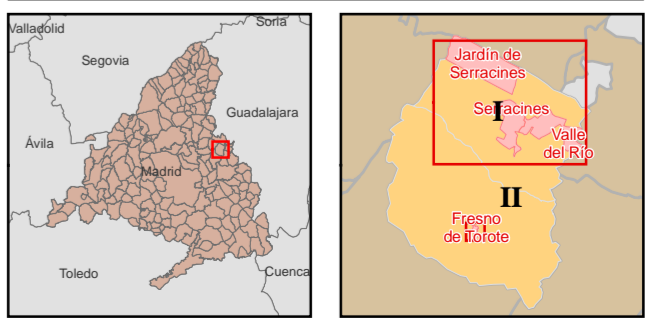 Valladolid
Soria
Segovia
Guadalajara
Ávila
Madrid
Toledo
Cuenca
Jardín de
Serracines
Serracines
I
Valle
del Río
II
Fresno
de Torote